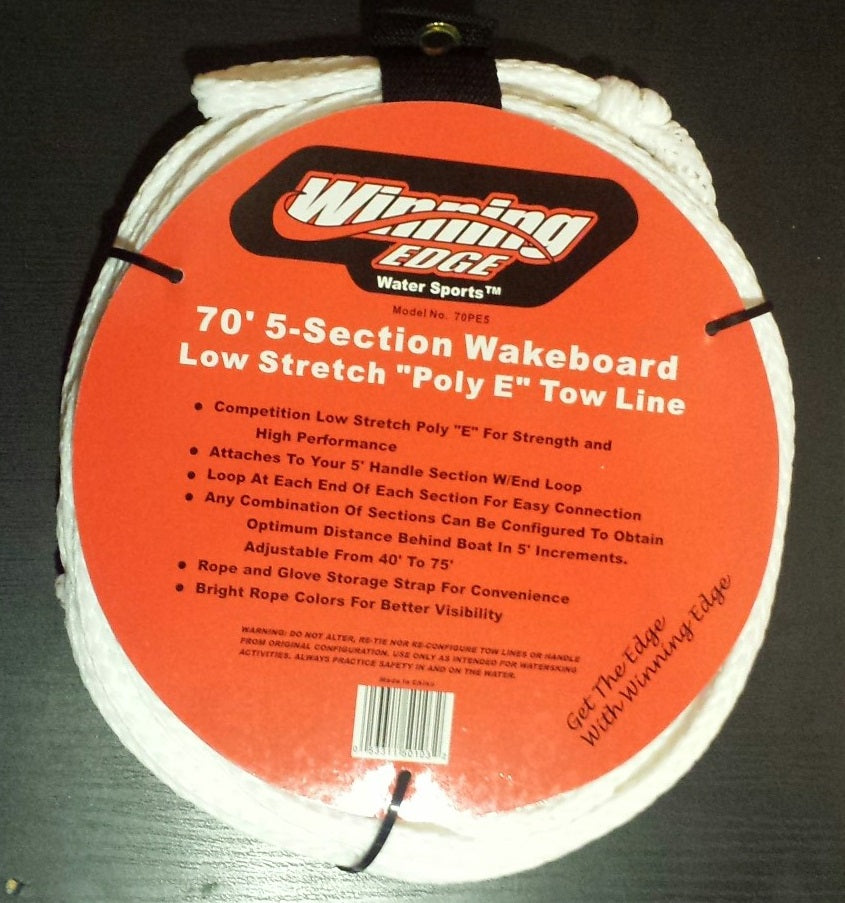 Winning
EDGE
Water Sports™
Model No. 70PE5
70' 5-Section Wakeboard
Low Stretch "Poly E" Tow Line
• Competition Low Stretch Poly "E" For Strength and
High Performance
• Attaches To Your 5' Handle Section W/End Loop
• Loop At Each End Of Each Section For Easy Connection
• Any Combination Of Sections Can Be Configured To Obtain
Optimum Distance Behind Boat In 5' Increments.
Adjustable From 40' To 75'
• Rope and Glove Storage Strap For Convenience
• Bright Rope Colors For Better Visibility
WARNING: DO NOT ALTER, RE-TIE NOR RE-CONFIGURE TOW LINES OR HANDLE
FROM ORIGINAL CONFIGURATION. USE ONLY AS INTENDED FOR WATERSKIING
ACTIVITIES. ALWAYS PRACTICE SAFETY IN AND ON THE WATER.
Made in China
Get The Edge
With Winning Edge